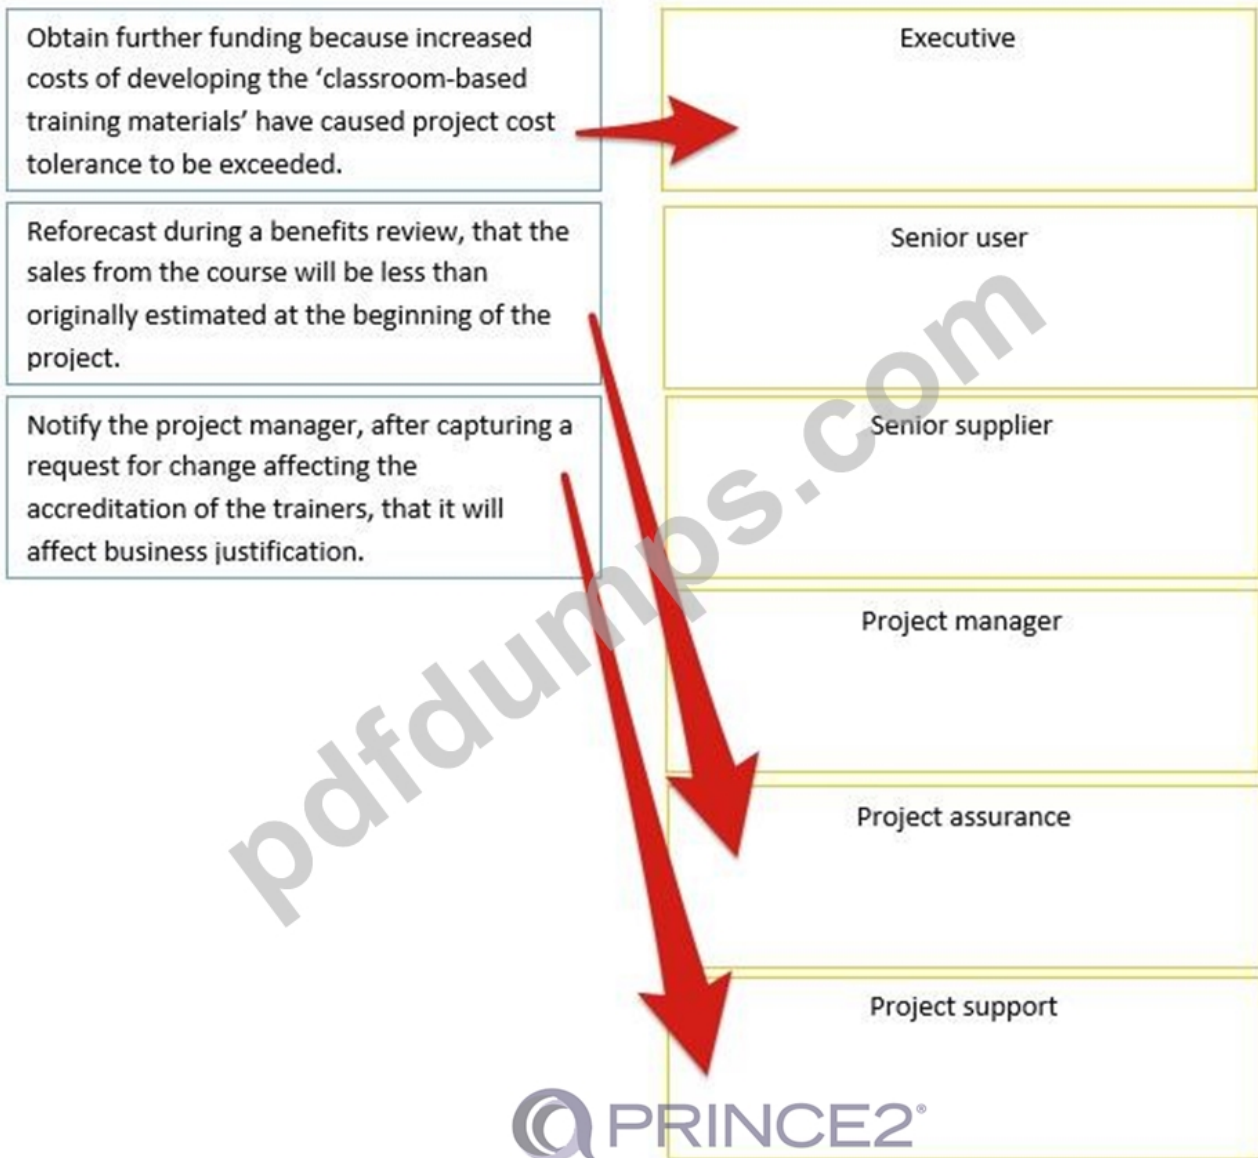 Obtain further funding because increased
costs of developing the ‘classroom-based
training materials’ have caused project cost
tolerance to be exceeded.
Reforecast during a benefits review, that the
sales from the course will be less than
originally estimated at the beginning of the
project.
Notify the project manager, after capturing a
request for change affecting the
accreditation of the trainers, that it will
affect business justification.
Executive
Senior user
Senior supplier
Project manager
Project assurance
Project support
pdfdumps.com
PRINCE2®